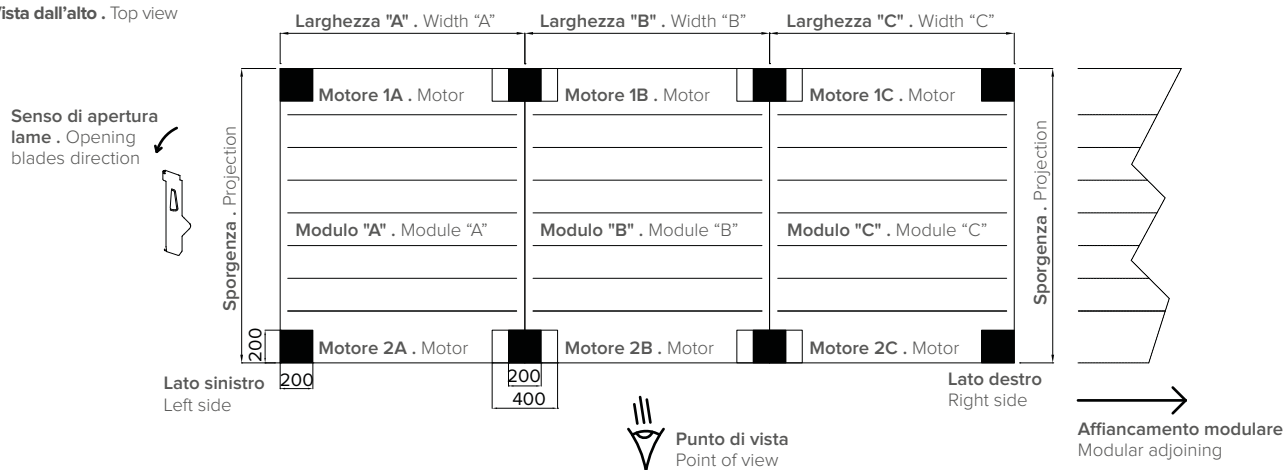 Vista dall'alto . Top view
Larghezza "A" . Width “A”
Larghezza "B" . Width “B”
Larghezza "C" . Width “C”
Motore 1A . Motor
Motore 1B . Motor
Motore 1C . Motor
Senso di apertura
lame . Opening
blades direction
Sporgenza . Projection
Modulo "A" . Module “A”
Modulo "B" . Module “B”
Modulo "C" . Module “C”
Sporgenza . Projection
200
Motore 2A . Motor
Motore 2B . Motor
Motore 2C . Motor
200
200
400
Lato sinistro
Left side
Lato destro
Right side
Punto di vista
Point of view
Affiancamento modulare
Modular adjoining